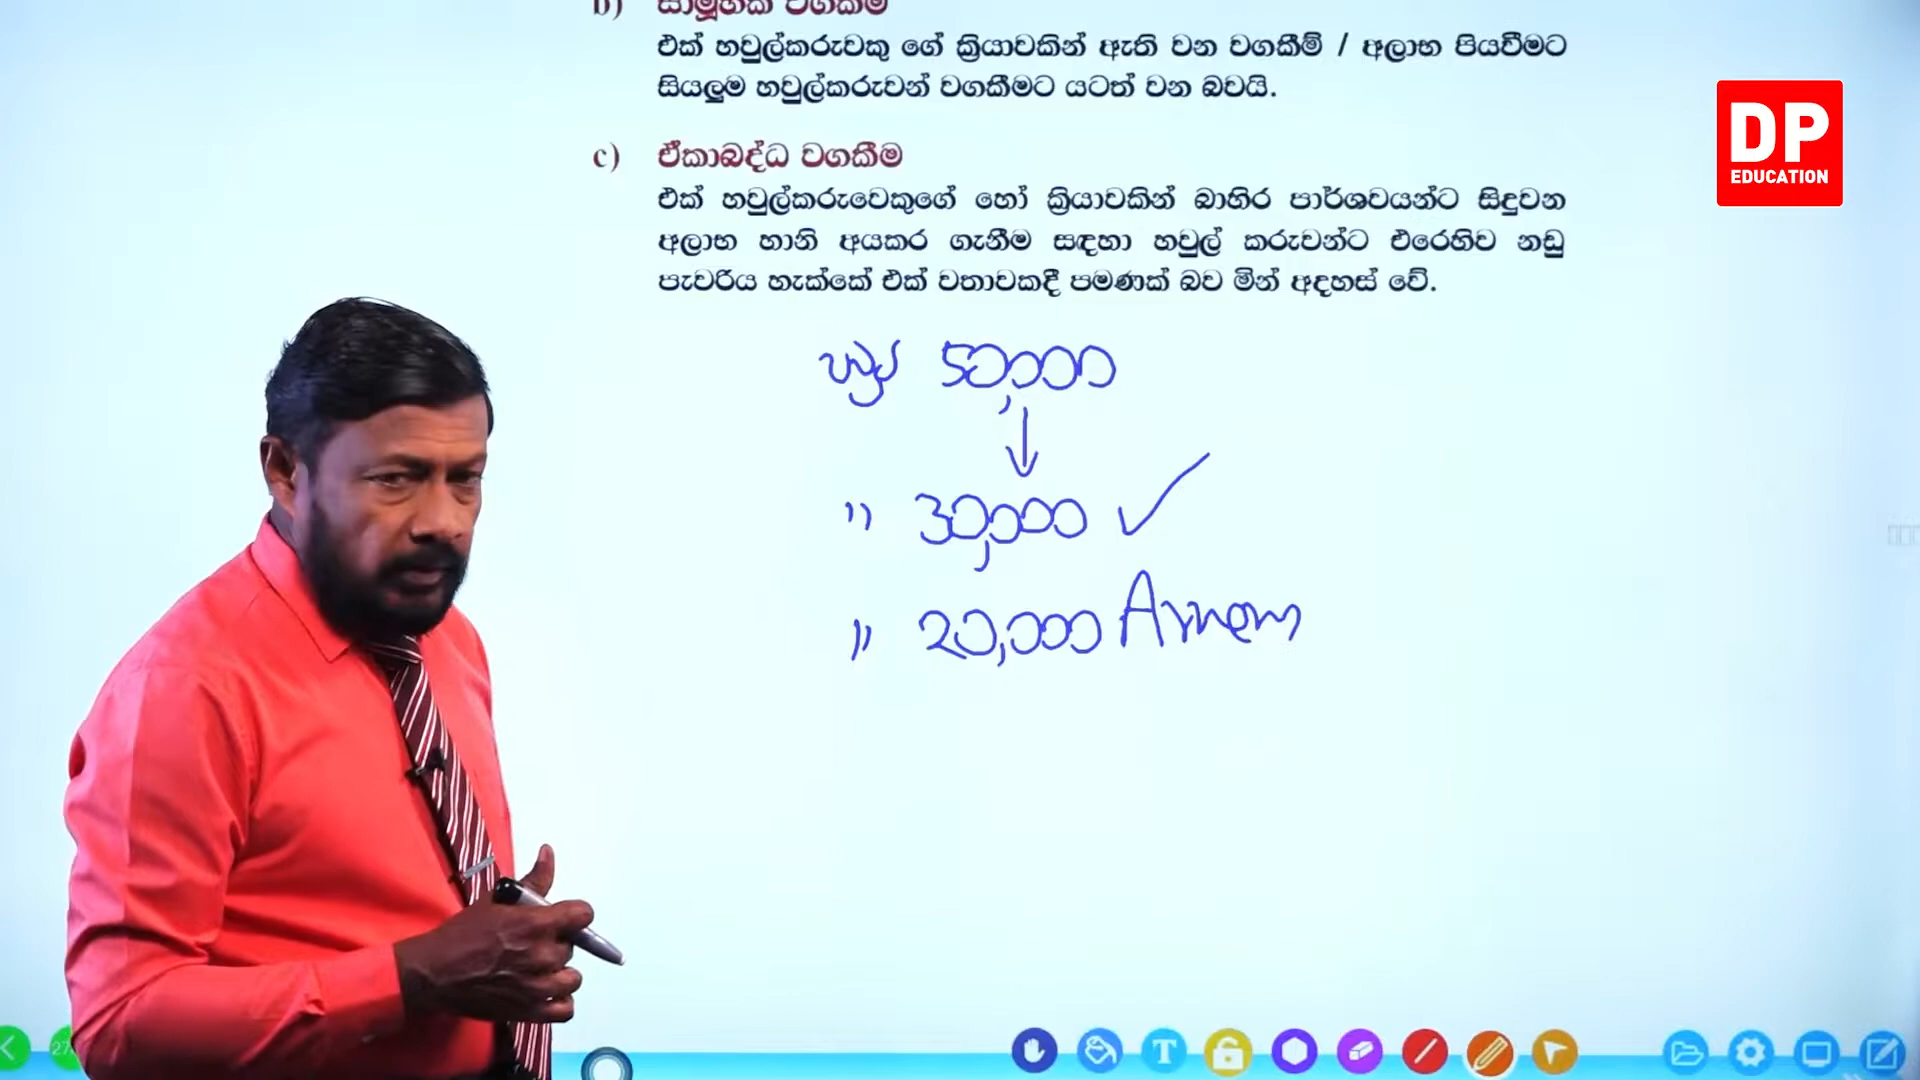 b) සාමූහික වගකීම
එක් හවුල්කරුවකු ගේ ක්‍රියාවකින් ඇති වන වගකීම් / අලාභ පියවීමට
සියලුම හවුල්කරුවන් වගකීමට යටත් වන බවයි.
DP
EDUCATION
c) ඒකාබද්ධ වගකීම
එක් හවුල්කරුවෙකුගේ හෝ ක්‍රියාවකින් බාහිර පාර්ශවයන්ට සිදුවන
අලාභ හානි අයකර ගැනීම සඳහා හවුල් කරුවන්ට එරෙහිව නඩු
පැවරිය හැක්කේ එක් වතාවකදී පමණක් බව මින් අදහස් වේ.
50,000
" 30,000 ✓
" 20,000
T